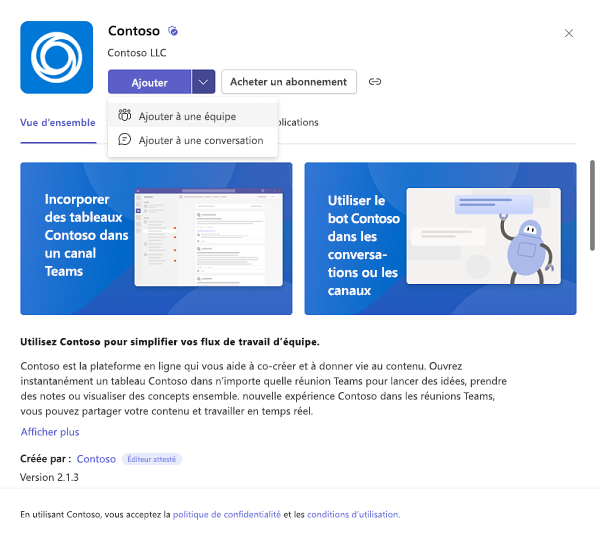 Contoso
Contoso LLC
Ajouter
Acheter un abonnement
Ajouter à une équipe
Ajouter à une conversation
Vue d'ensemble
Incorporer
des tableaux
Contoso dans
un canal
Teams
Utiliser le
bot Contoso
dans les
conversa-
tions ou les
canaux
Utilisez Contoso pour simplifier vos flux de travail d'équipe.
Contoso est la plateforme en ligne qui vous aide à co-créer et à donner vie au contenu. Ouvrez
instantanément un tableau Contoso dans n'importe quelle réunion Teams pour lancer des idées, prendre
des notes ou visualiser des concepts ensemble. nouvelle expérience Contoso dans les réunions Teams,
vous pouvez partager votre contenu et travailler en temps réel.
Afficher plus
Créée par : Contoso Éditeur attesté
Version 2.1.3
En utilisant Contoso, vous acceptez la politique de confidentialité et les conditions d'utilisation.